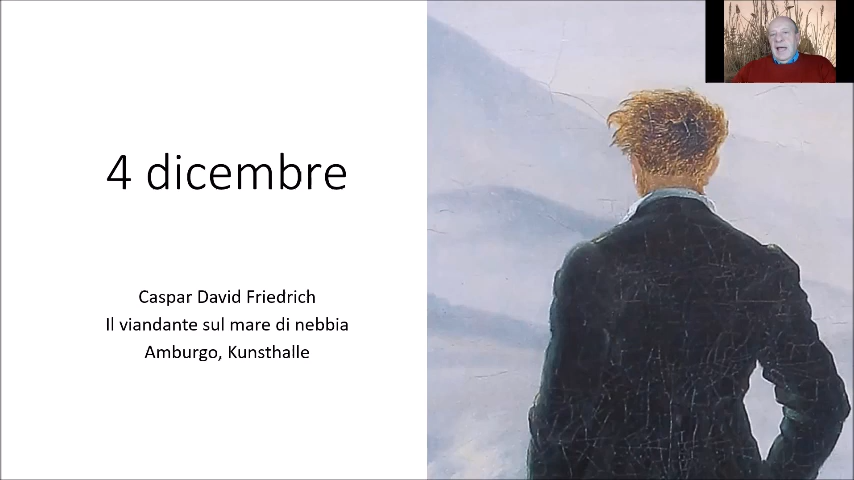 4 dicembre
Caspar David Friedrich
Il viandante sul mare di nebbia
Amburgo, Kunsthalle